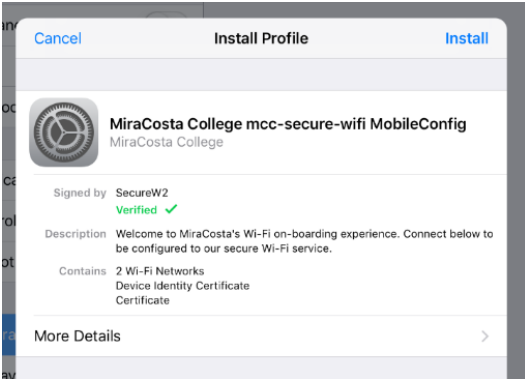 Cancel
Install Profile
Install
MiraCosta College mcc-secure-wifi MobileConfig
MiraCosta College
Signed by SecureW2
Verified ✓
Description Welcome to MiraCosta's Wi-Fi on-boarding experience. Connect below to
be configured to our secure Wi-Fi service.
Contains 2 Wi-Fi Networks
Device Identity Certificate
Certificate
More Details